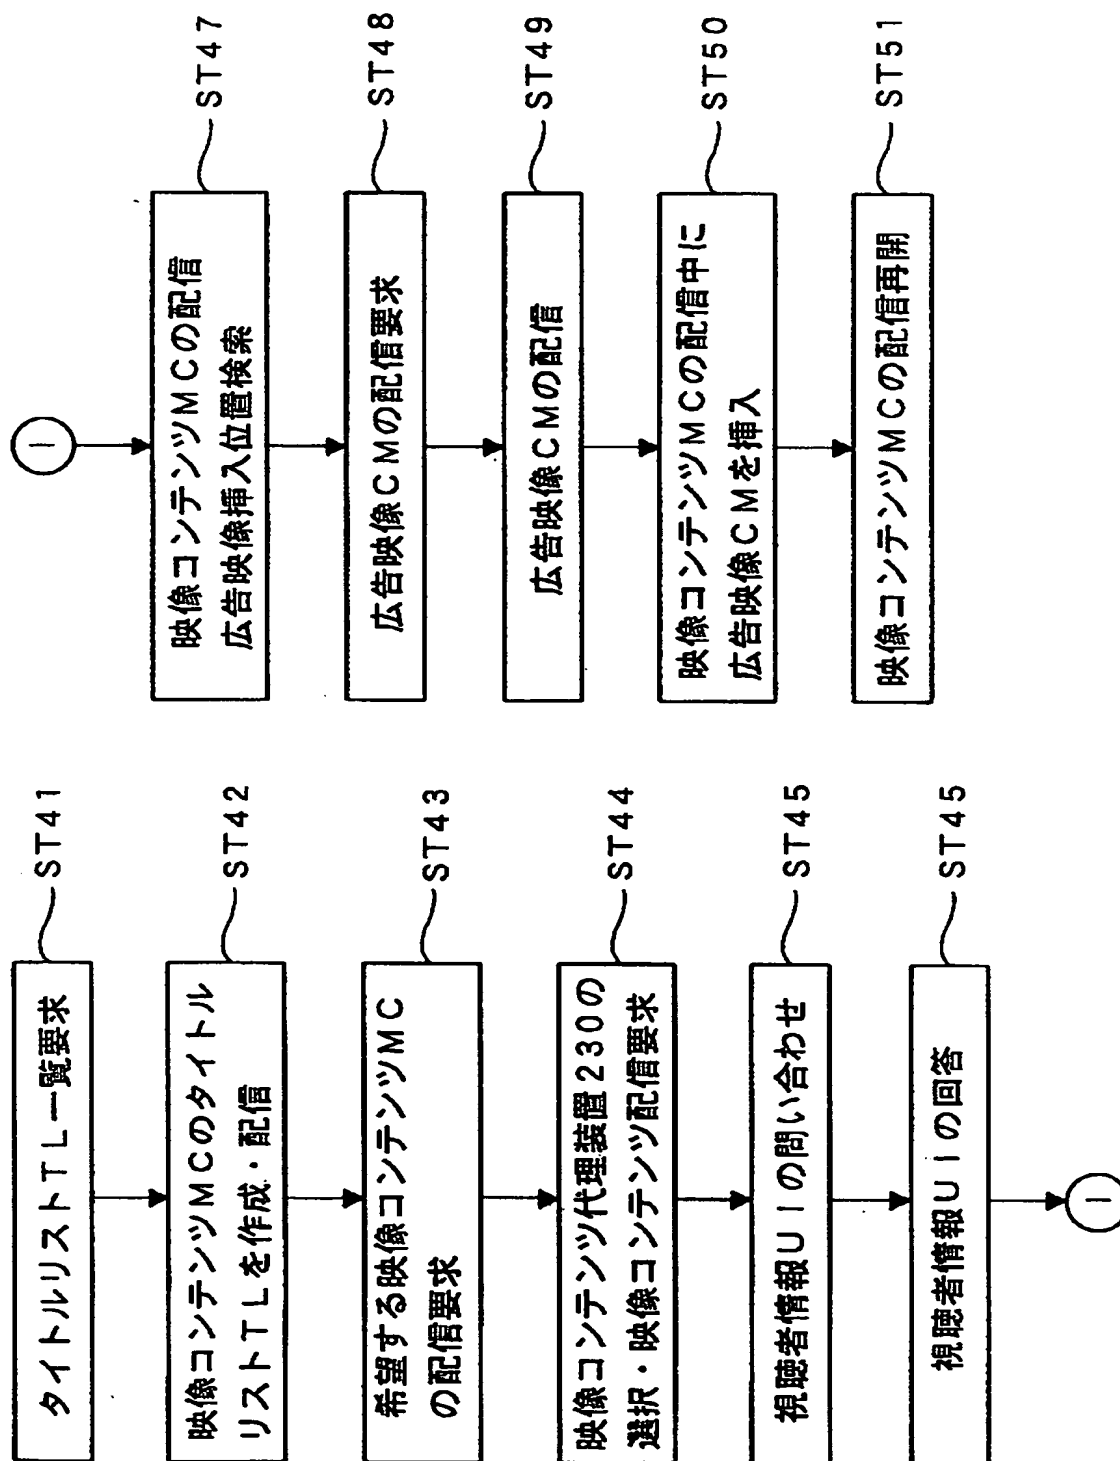 タイトルリストTL一覧要求
ST41
映像コンテンツMCのタイトル
リストTLを作成・配信
ST42
希望する映像コンテンツMC
の配信要求
ST43
映像コンテンツ代理装置230の
選択・映像コンテンツ配信要求
ST44
視聴者情報UIの問い合わせ
ST45
視聴者情報UIの回答
ST45
1
1
映像コンテンツMCの配信
広告映像挿入位置検索
ST47
広告映像CMの配信要求
ST48
広告映像CMの配信
ST49
映像コンテンツMCの配信中に
広告映像CMを挿入
ST50
映像コンテンツMCの配信再開
ST51